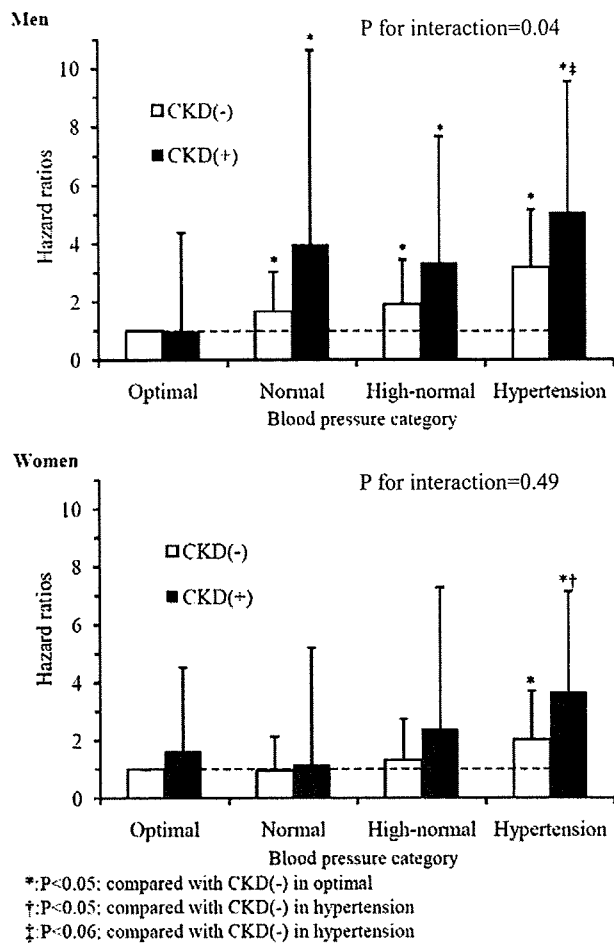 Men
P for interaction=0.04
*
*‡
10
CKD(-)
8
*
CKD(+)
*
6
*
*
4
2
0
Hazard ratios
Optimal Normal High-normal Hypertension
Blood pressure category
Women
P for interaction=0.49
10
CKD(-)
8
*†
CKD(+)
6
*
4
2
0
Hazard ratios
Optimal Normal High-normal Hypertension
Blood pressure category
*:P<0.05: compared with CKD(-) in optimal
†:P<0.05: compared with CKD(-) in hypertension
‡:P<0.06: compared with CKD(-) in hypertension